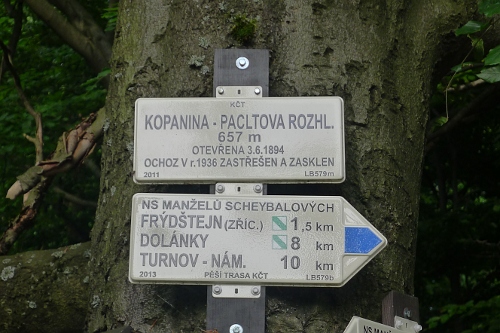 KČT
KOPANINA - PACLTOVA ROZHL.
657 m
OTEVŘENA 3.6.1894
OCHOZ V r.1936 ZASTŘEŠEN A ZASKLEN
2011 LB579m
NS MANŽELŮ SCHEYBALOVÝCH
FRÝDŠTEJN (ZŘÍC.) 1,5 km
DOLÁNKY 8 km
TURNOV - NÁM. 10 km
2013 PĚŠÍ TRASA KČT LB579b
NS